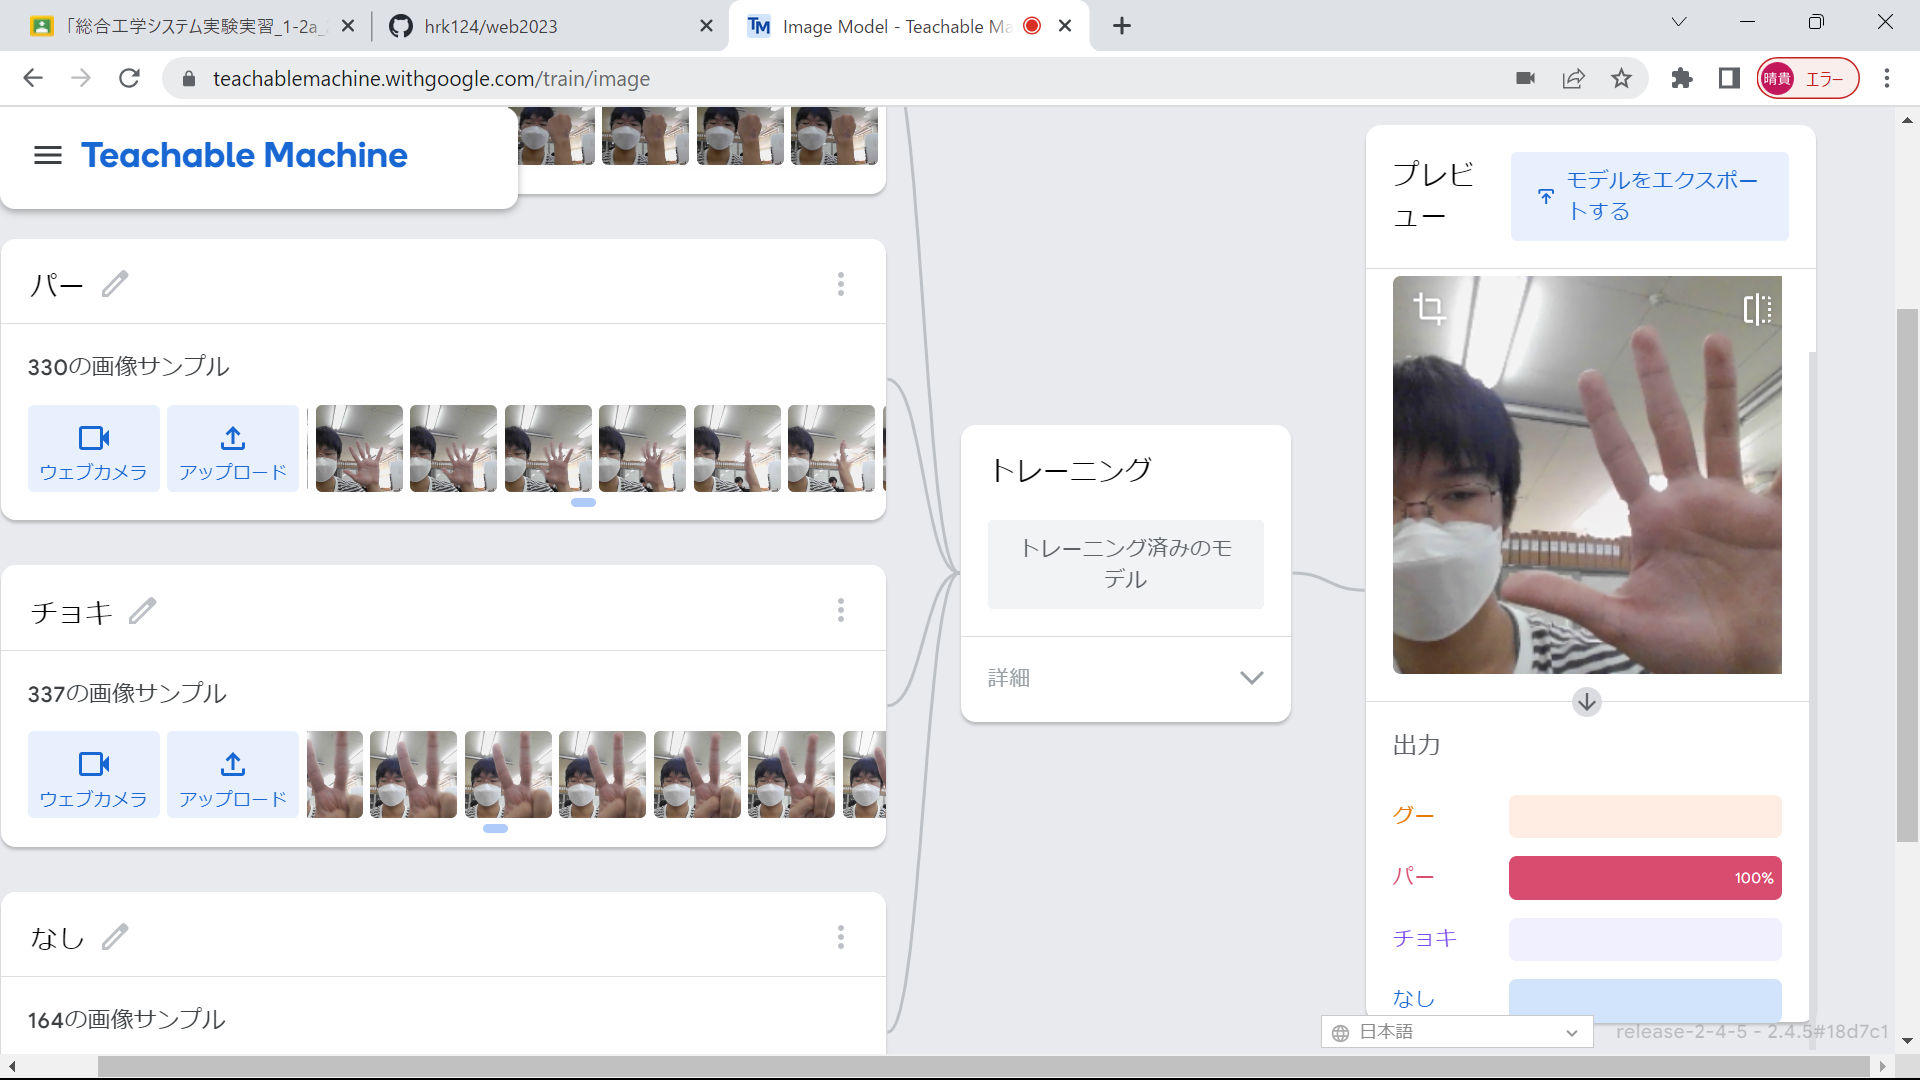 「総合工学システム実験実習_1-2a_
hrk124/web2023
Image Model - Teachable Ma
teachablemachine.withgoogle.com/train/image
晴貴
エラー
Teachable Machine
パー
330の画像サンプル
ウェブカメラ
アップロード
チョキ
337の画像サンプル
ウェブカメラ
アップロード
なし
164の画像サンプル
トレーニング
トレーニング済みのモ
デル
詳細
プレビ
ュー
モデルをエクスポー
トする
出力
グー
パー
100%
チョキ
なし
日本語
release-2-4-5 - 2.4.5#18d7c1